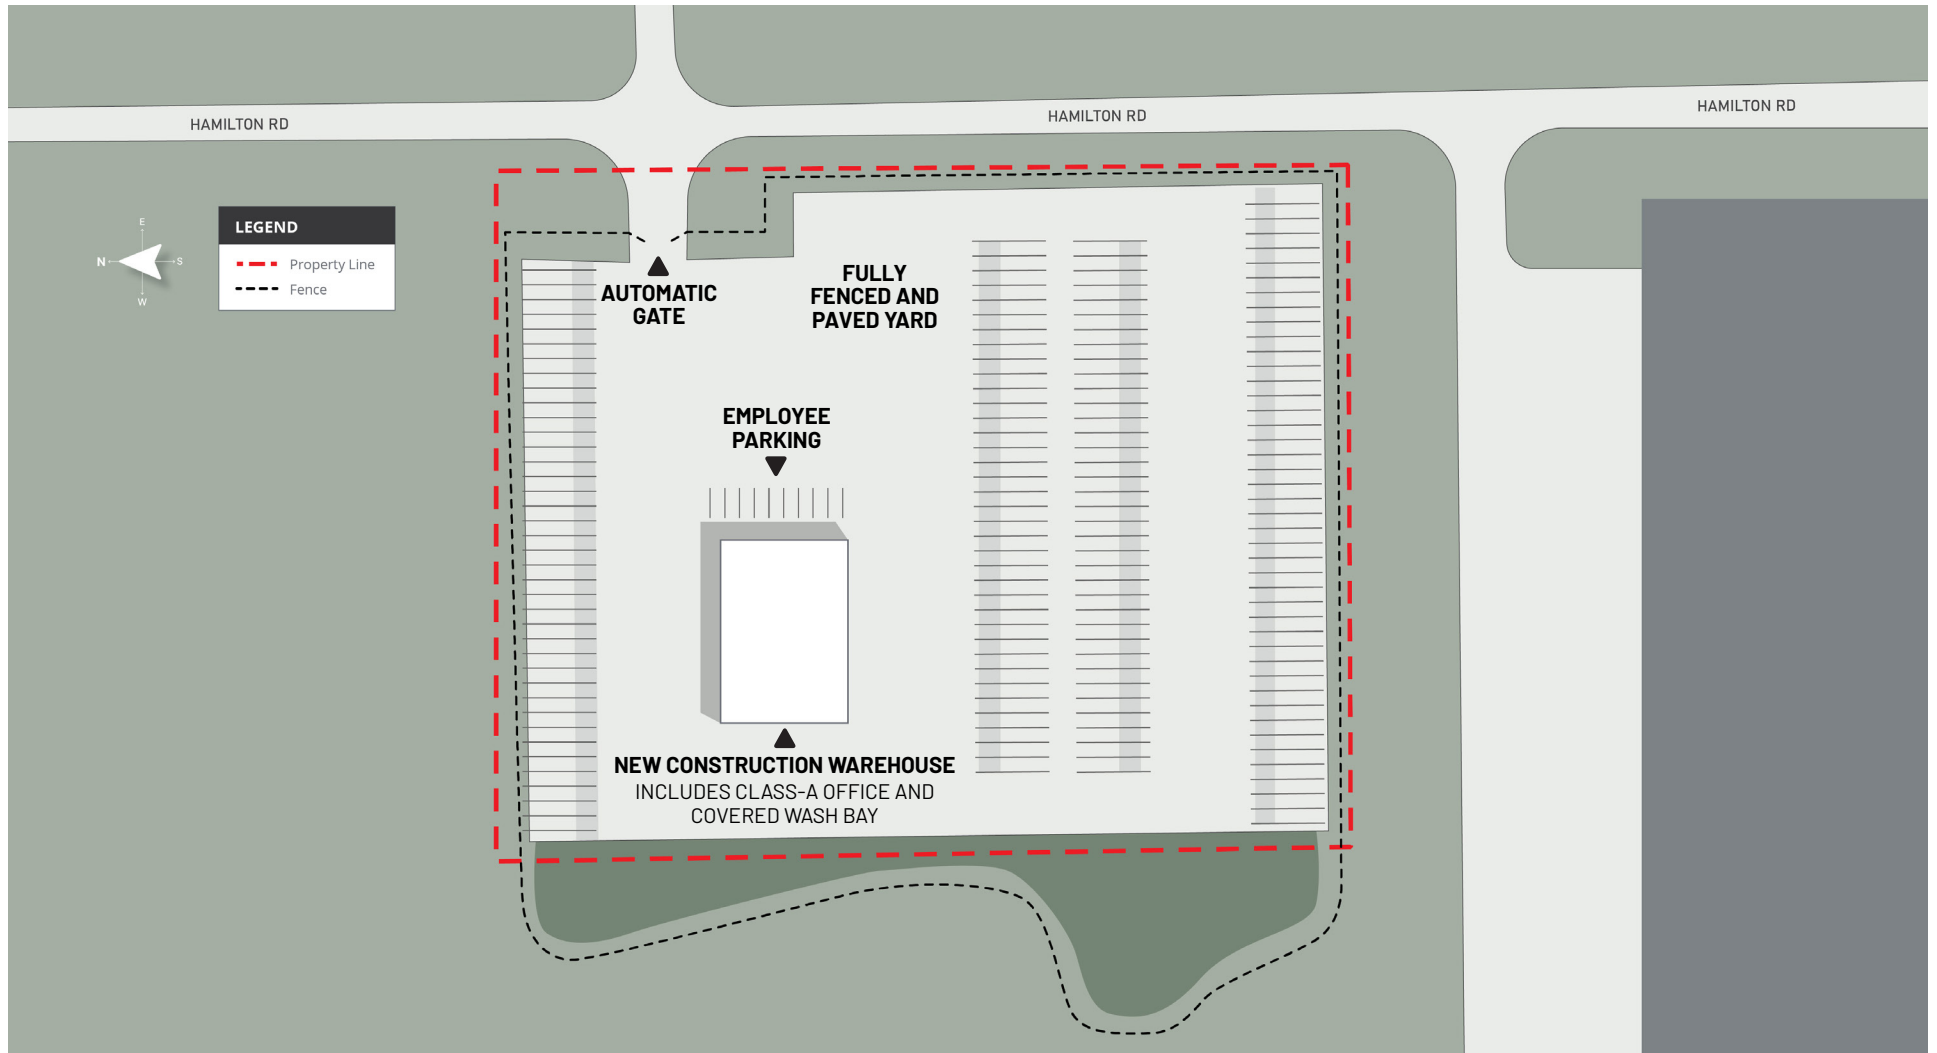 HAMILTON RD
HAMILTON RD
HAMILTON RD
E
N
S
W
LEGEND
Property Line
Fence
AUTOMATIC
GATE
FULLY
FENCED AND
PAVED YARD
EMPLOYEE
PARKING
NEW CONSTRUCTION WAREHOUSE
INCLUDES CLASS-A OFFICE AND
COVERED WASH BAY